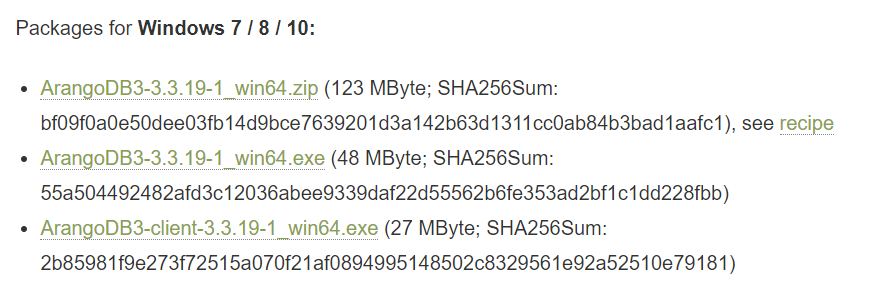 Packages for Windows 7 / 8 / 10:
• ArangoDB3-3.3.19-1_win64.zip (123 MByte; SHA256Sum:
bf09f0a0e50dee03fb14d9bce7639201d3a142b63d1311cc0ab84b3bad1aafc1), see recipe
• ArangoDB3-3.3.19-1_win64.exe (48 MByte; SHA256Sum:
55a504492482afd3c12036abee9339daf22d55562b6fe353ad2bf1c1dd228fbb)
• ArangoDB3-client-3.3.19-1_win64.exe (27 MByte; SHA256Sum:
2b85981f9e273f72515a070f21af0894995148502c8329561e92a52510e79181)